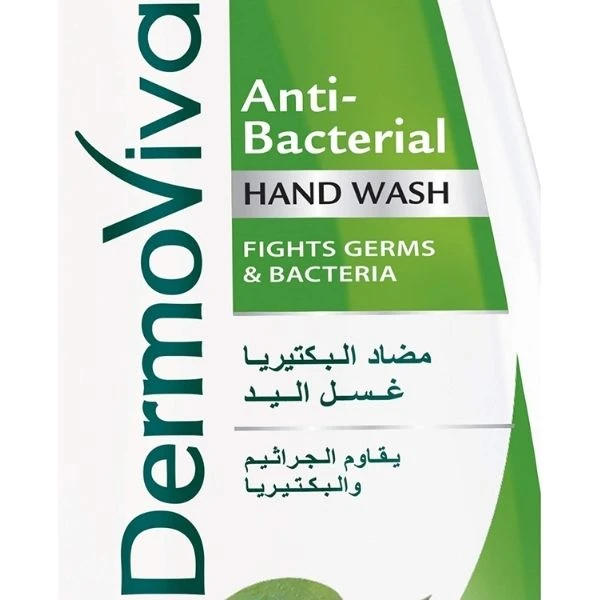 DermoViva
Anti-
Bacterial
HAND WASH
FIGHTS GERMS
& BACTERIA
مضاد البكتيريا
غسل اليد
يقاوم الجراثيم
والبكتيريا